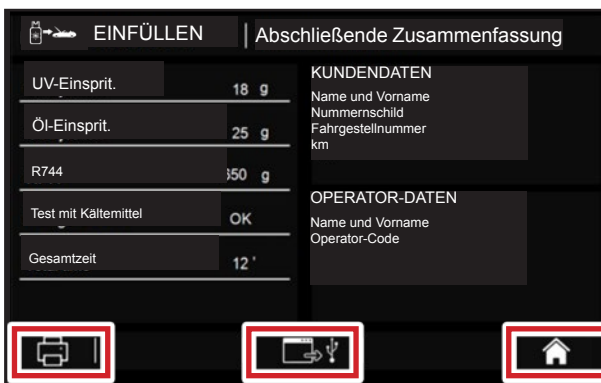 EINFÜLLEN
Abschließende Zusammenfassung
UV-Einsprit. 18 g
Öl-Einsprit. 25 g
R744 g
Test mit Kältemittel OK
Gesamtzeit 12 '
KUNDENDATEN
Name und Vorname
Nummernschild
Fahrgestellnummer
km
OPERATOR-DATEN
Name und Vorname
Operator-Code